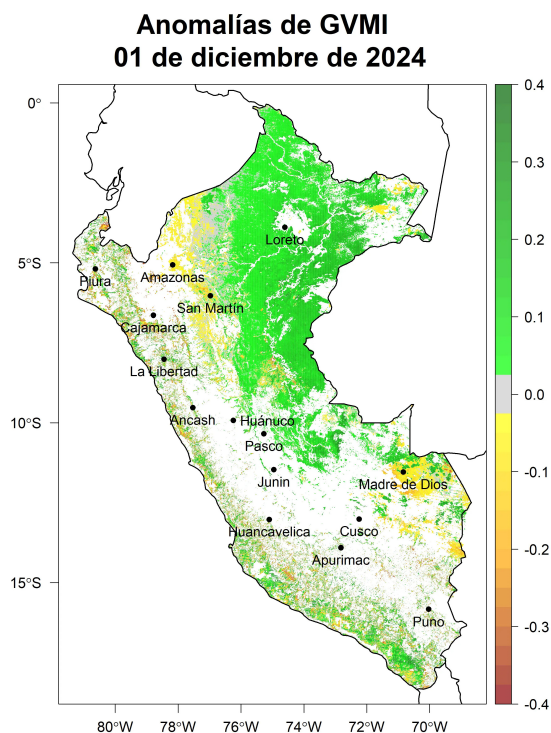 Anomalías de GVMI
01 de diciembre de 2024
0°
5°S
10°S
15°S
80°W
78°W
76°W
74°W
72°W
70°W
Loreto
Piura
Amazonas
San Martín
Cajamarca
La Libertad
Ancash
Huánuco
Pasco
Junin
Madre de Dios
Huancavelica
Cusco
Apurimac
Puno
0.4
0.3
0.2
0.1
0.0
-0.1
-0.2
-0.3
-0.4